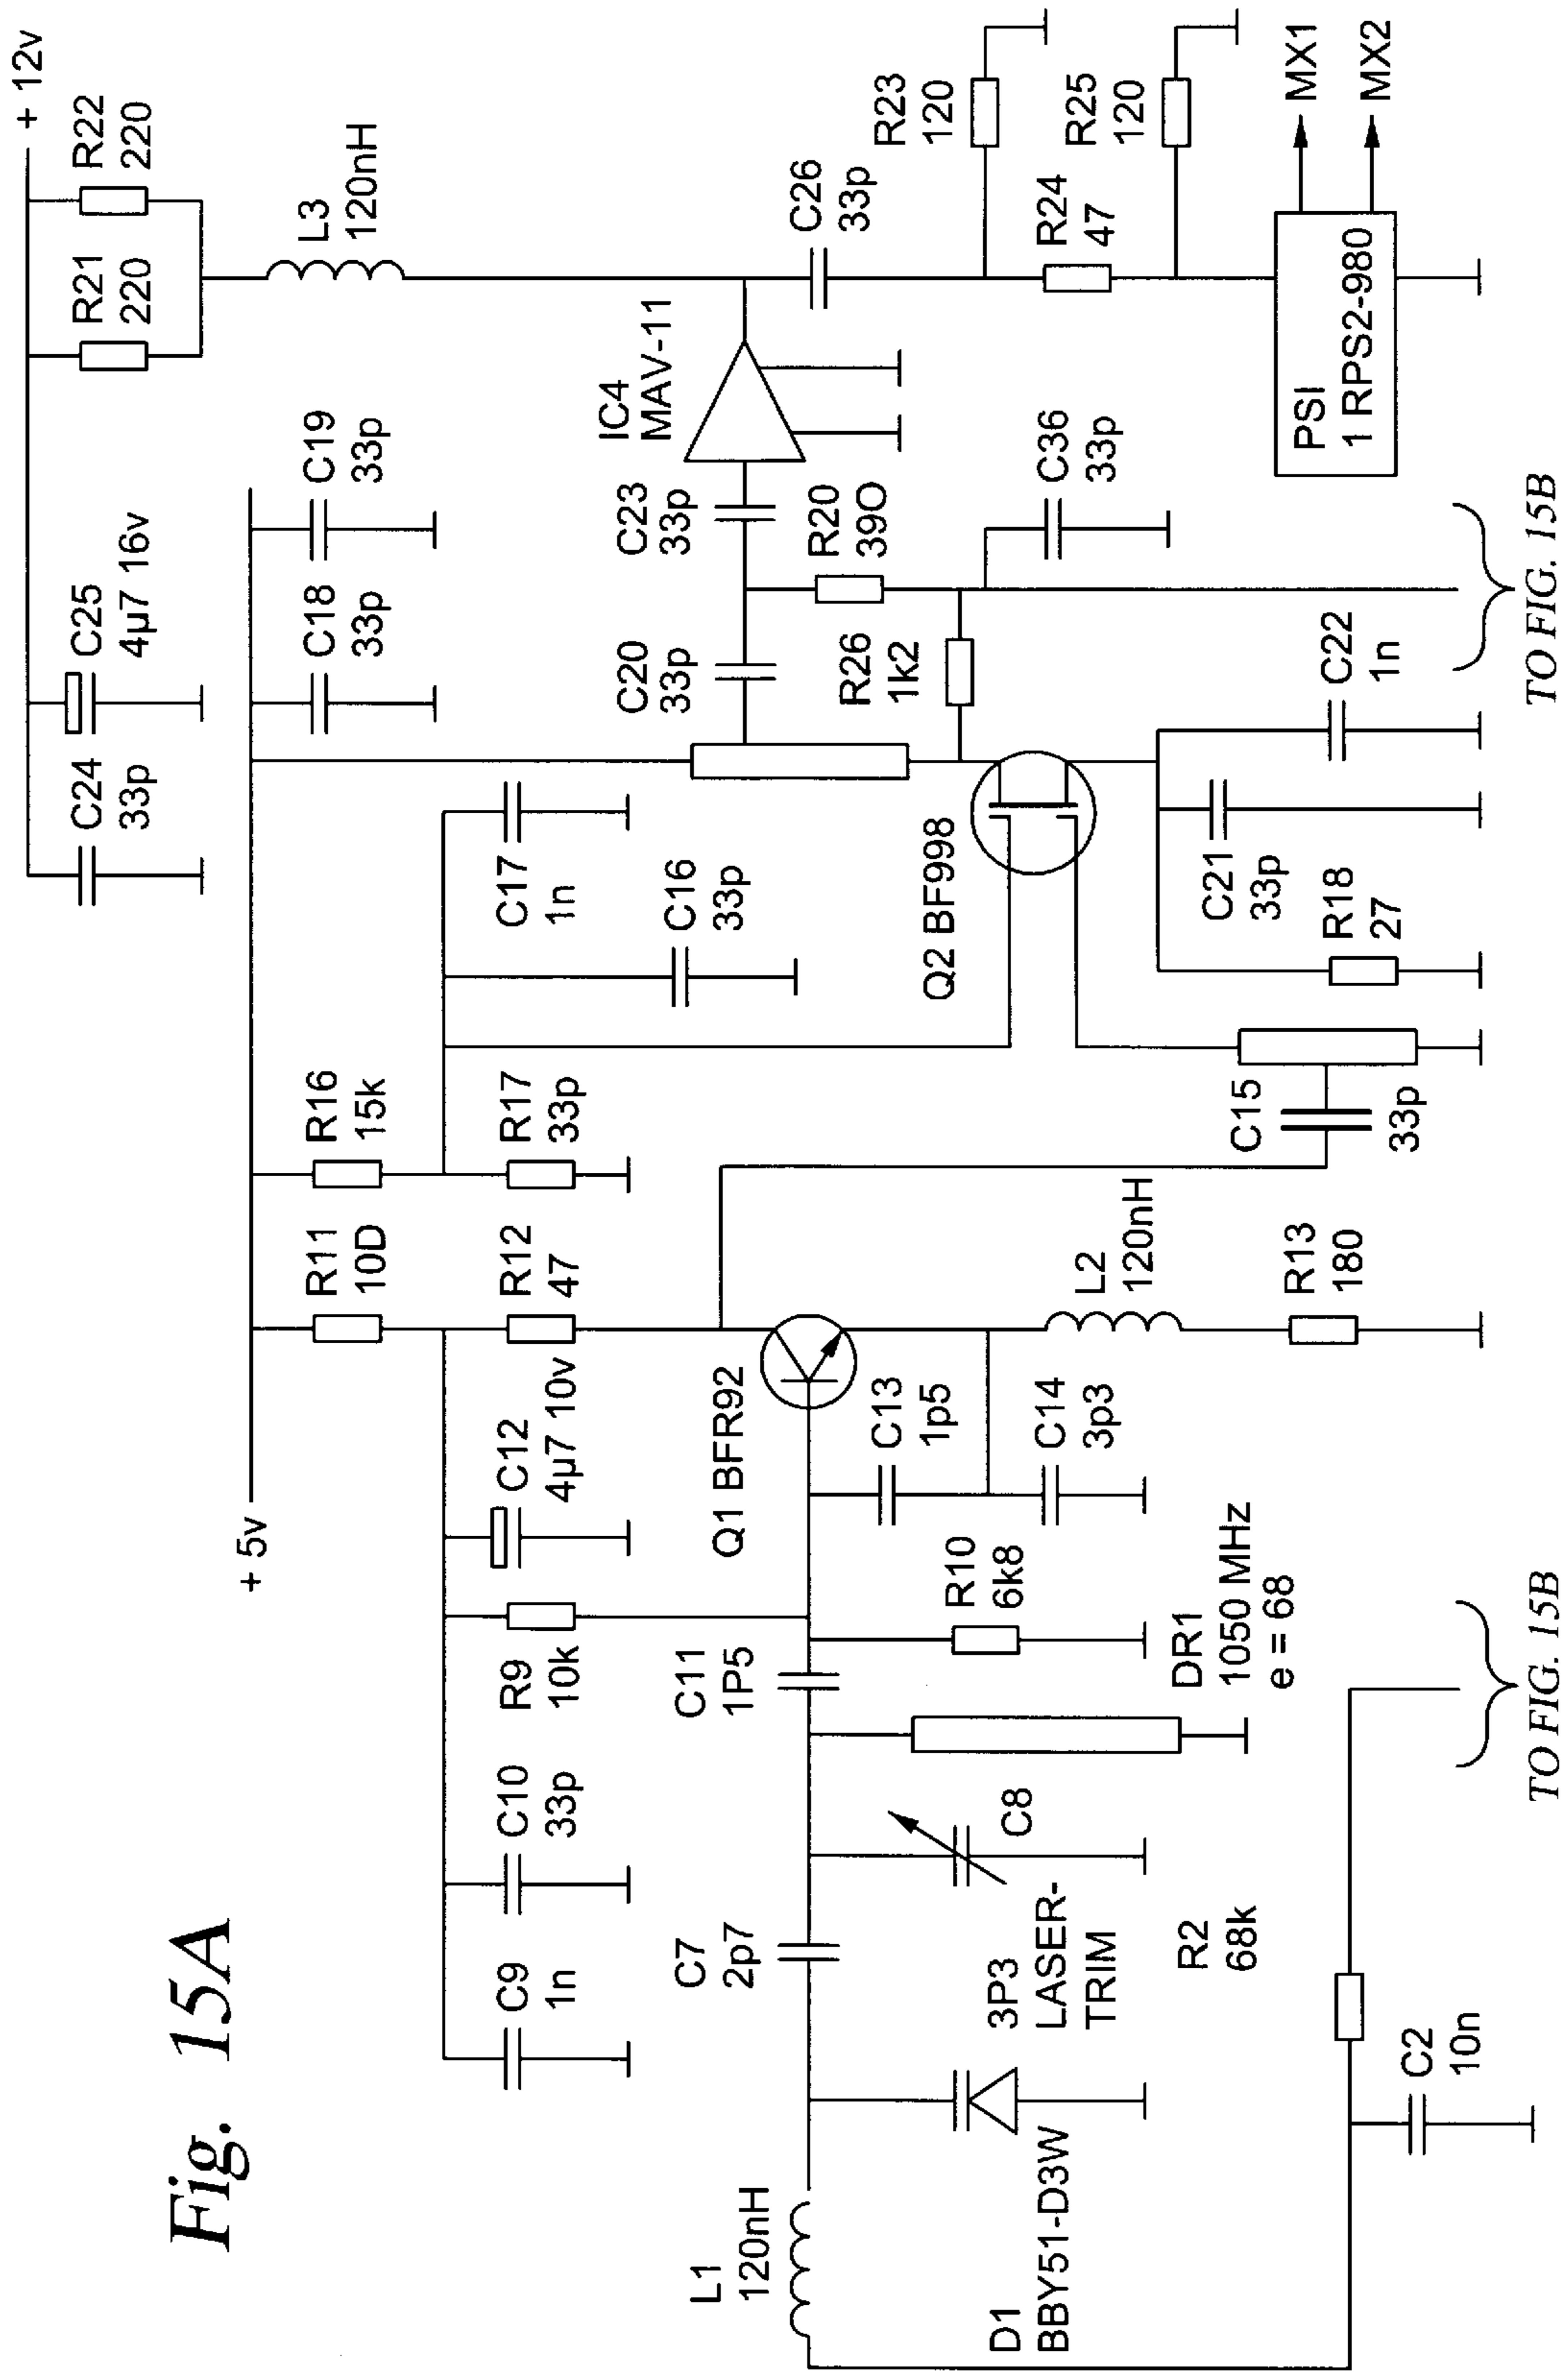 Fig. 15A
+ 12v
C24
33p
C25
4µ7 16v
R21
220
R22
220
L3
120nH
+ 5v
R11
10D
R16
15k
C18
33p
C19
33p
C9
1n
C10
33p
R9
10k
C12
4µ7 10v
R12
47
R17
33p
C17
1n
C16
33p
C20
33p
C23
33p
IC4
MAV-11
C26
33p
L1
120nH
C7
2p7
C11
1P5
Q1 BFR92
R26
1k2
R20
39O
R23
120
D1
BBY51-D3W
3P3
LASER-
TRIM
C8
R10
6k8
C13
1p5
C14
3p3
L2
120nH
Q2 BF998
C36
33p
R24
47
R25
120
DR1
1050 MHz
e = 68
R2
68k
R13
180
C15
33p
C21
33p
R18
27
C22
1n
PSI
1 RPS2-980
MX1
MX2
C2
10n
TO FIG. 15B
TO FIG. 15B